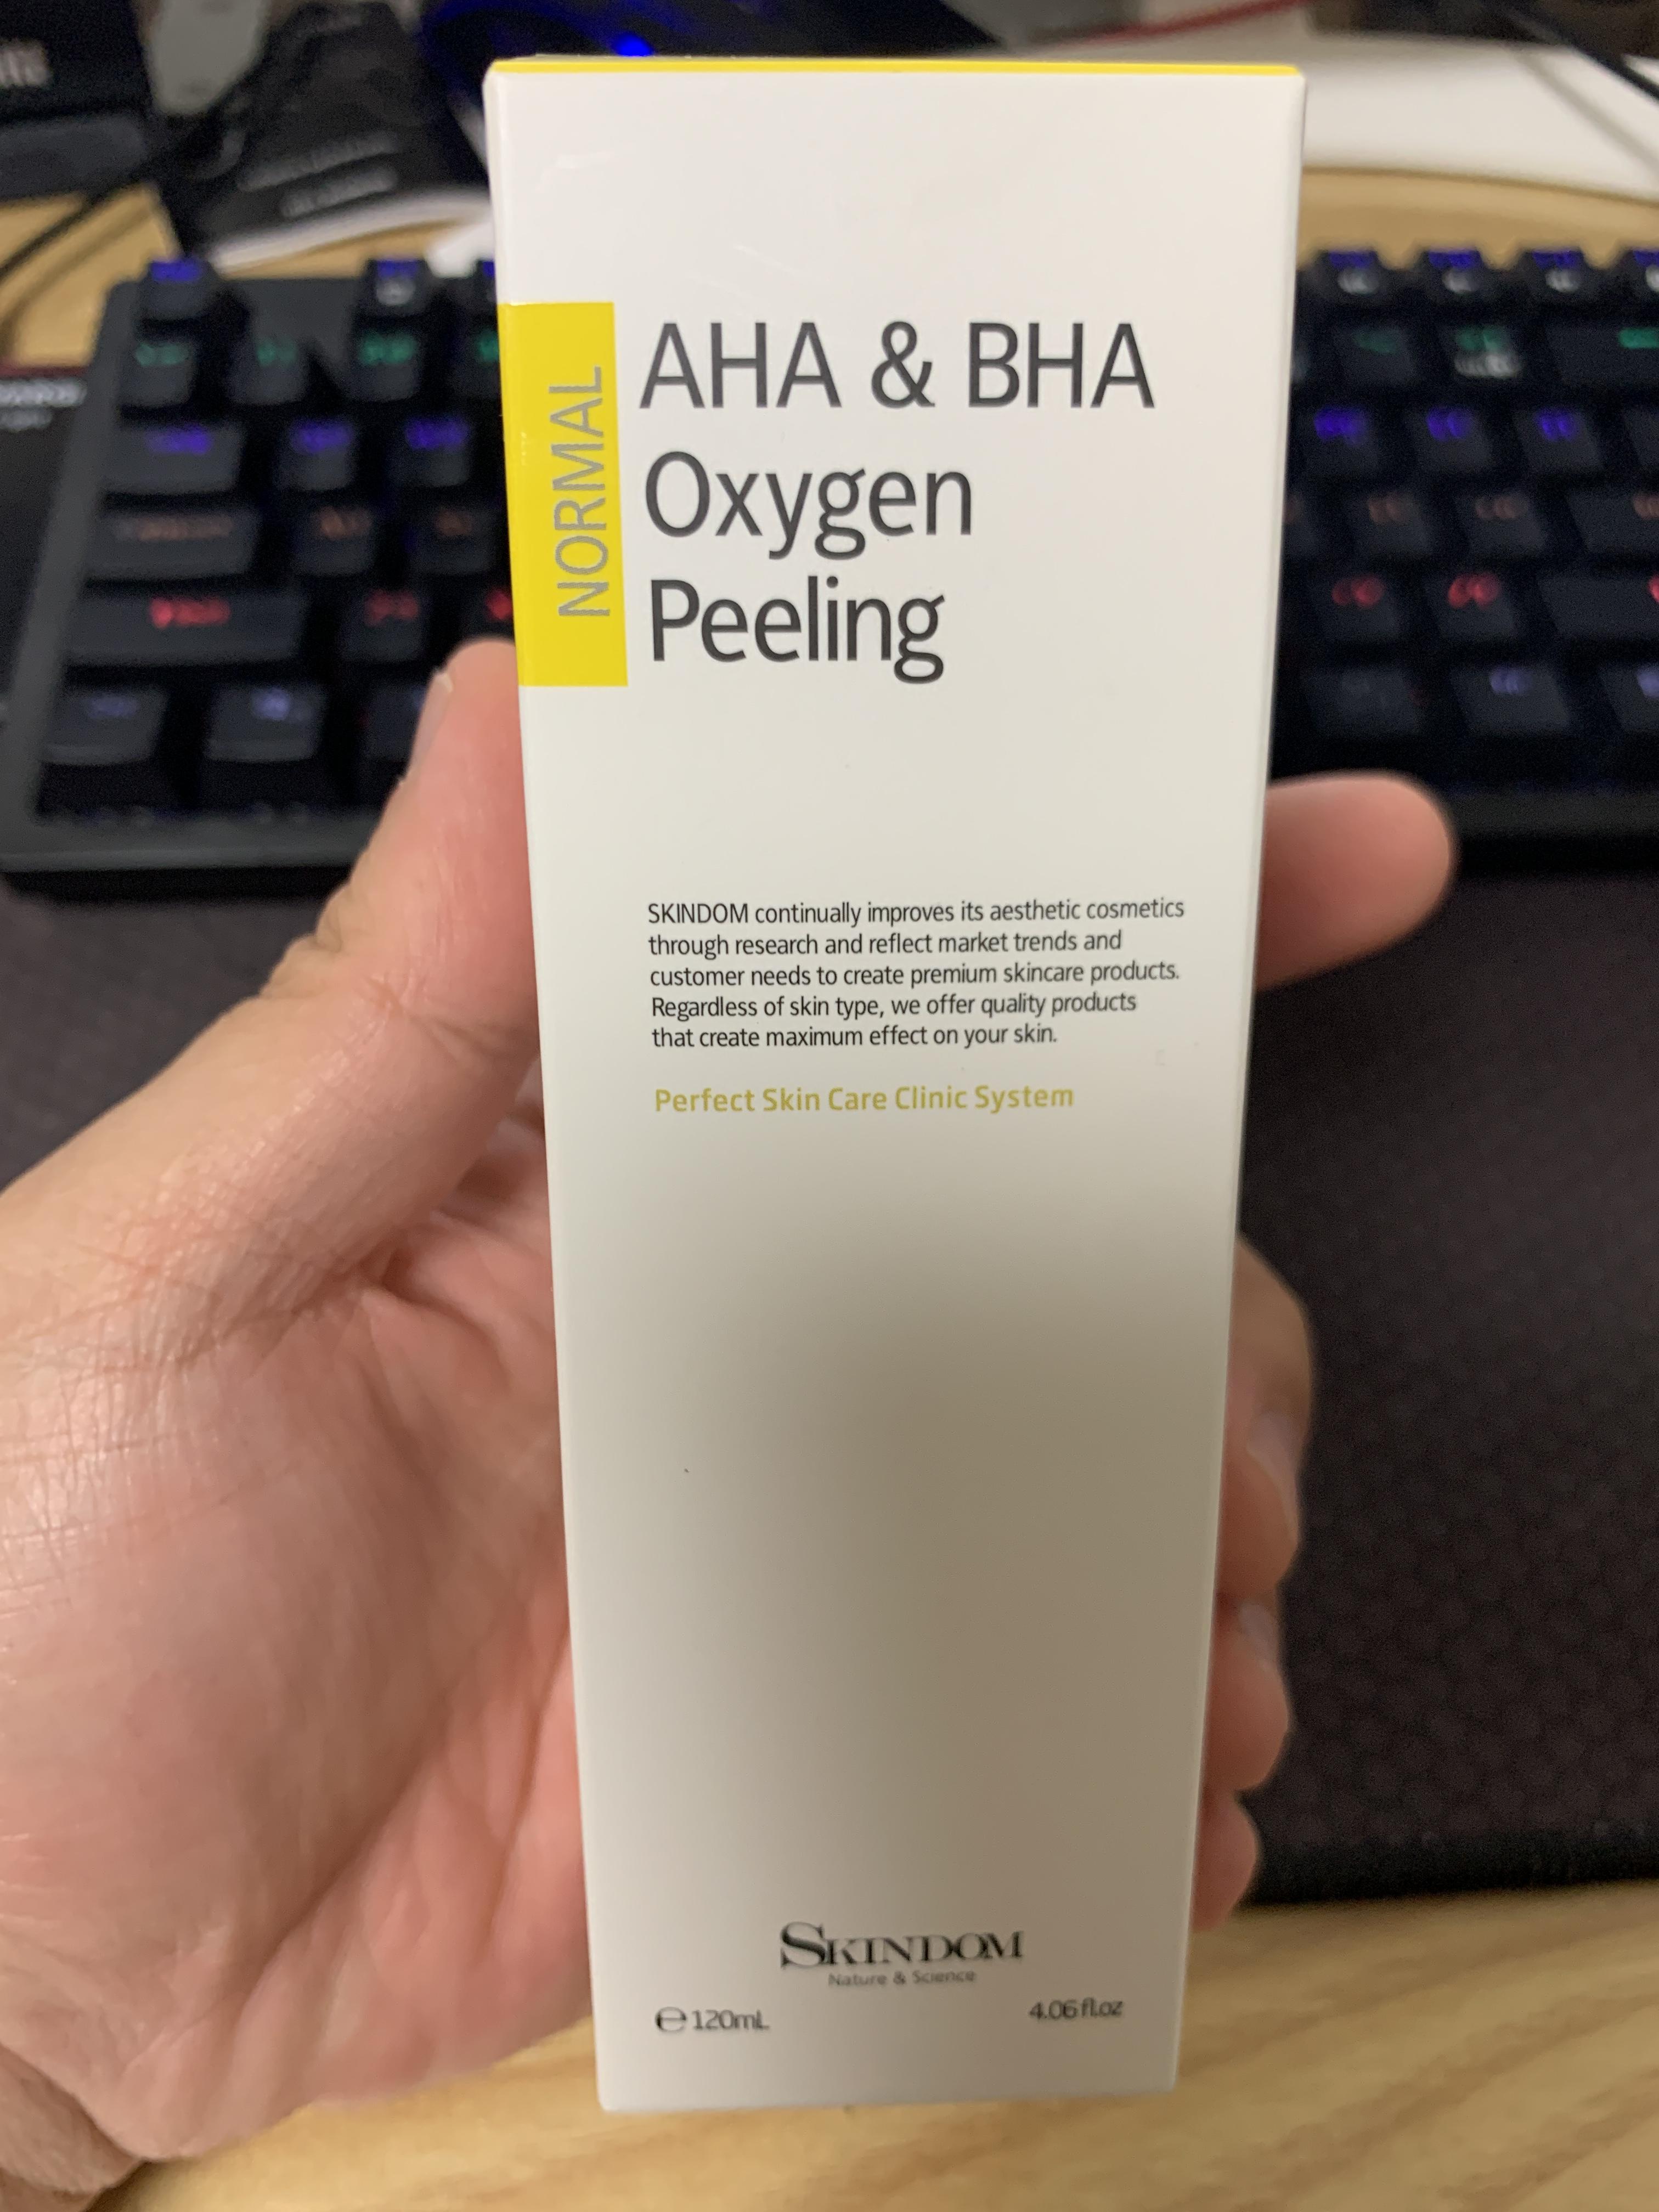 NORMAL
AHA & BHA
Oxygen
Peeling
SKINDOM continually improves its aesthetic cosmetics
through research and reflect market trends and
customer needs to create premium skincare products.
Regardless of skin type, we offer quality products
that create maximum effect on your skin.
Perfect Skin Care Clinic System
SKINDOM
Nature & Science
℮ 120mL
4.06 fl.oz